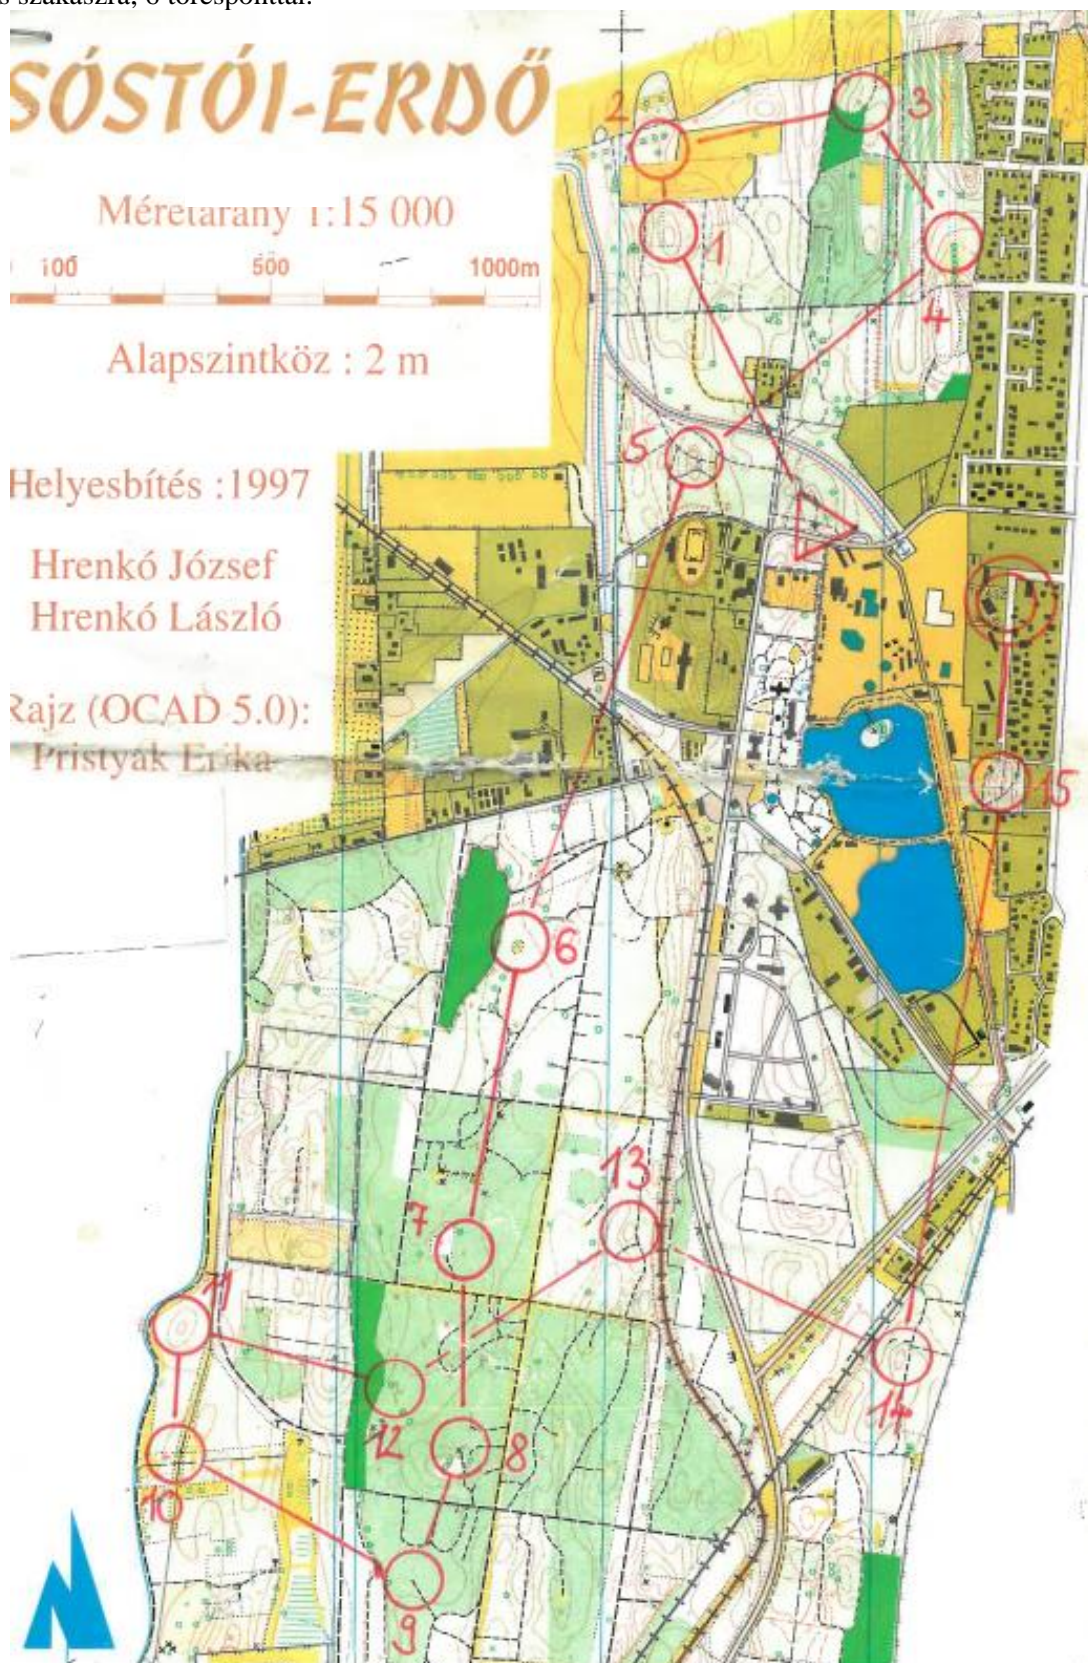 s szakaszra, 6 törésponttal.
SÓSTÓI-ERDŐ
Méretarány 1:15 000
100 500 1000m
Alapszintköz : 2 m
Helyesbítés :1997
Hrenkó József
Hrenkó László
Rajz (OCAD 5.0):
Pristyák Erika
2
3
1
4
5
15
6
13
7
11
14
12
8
10
9